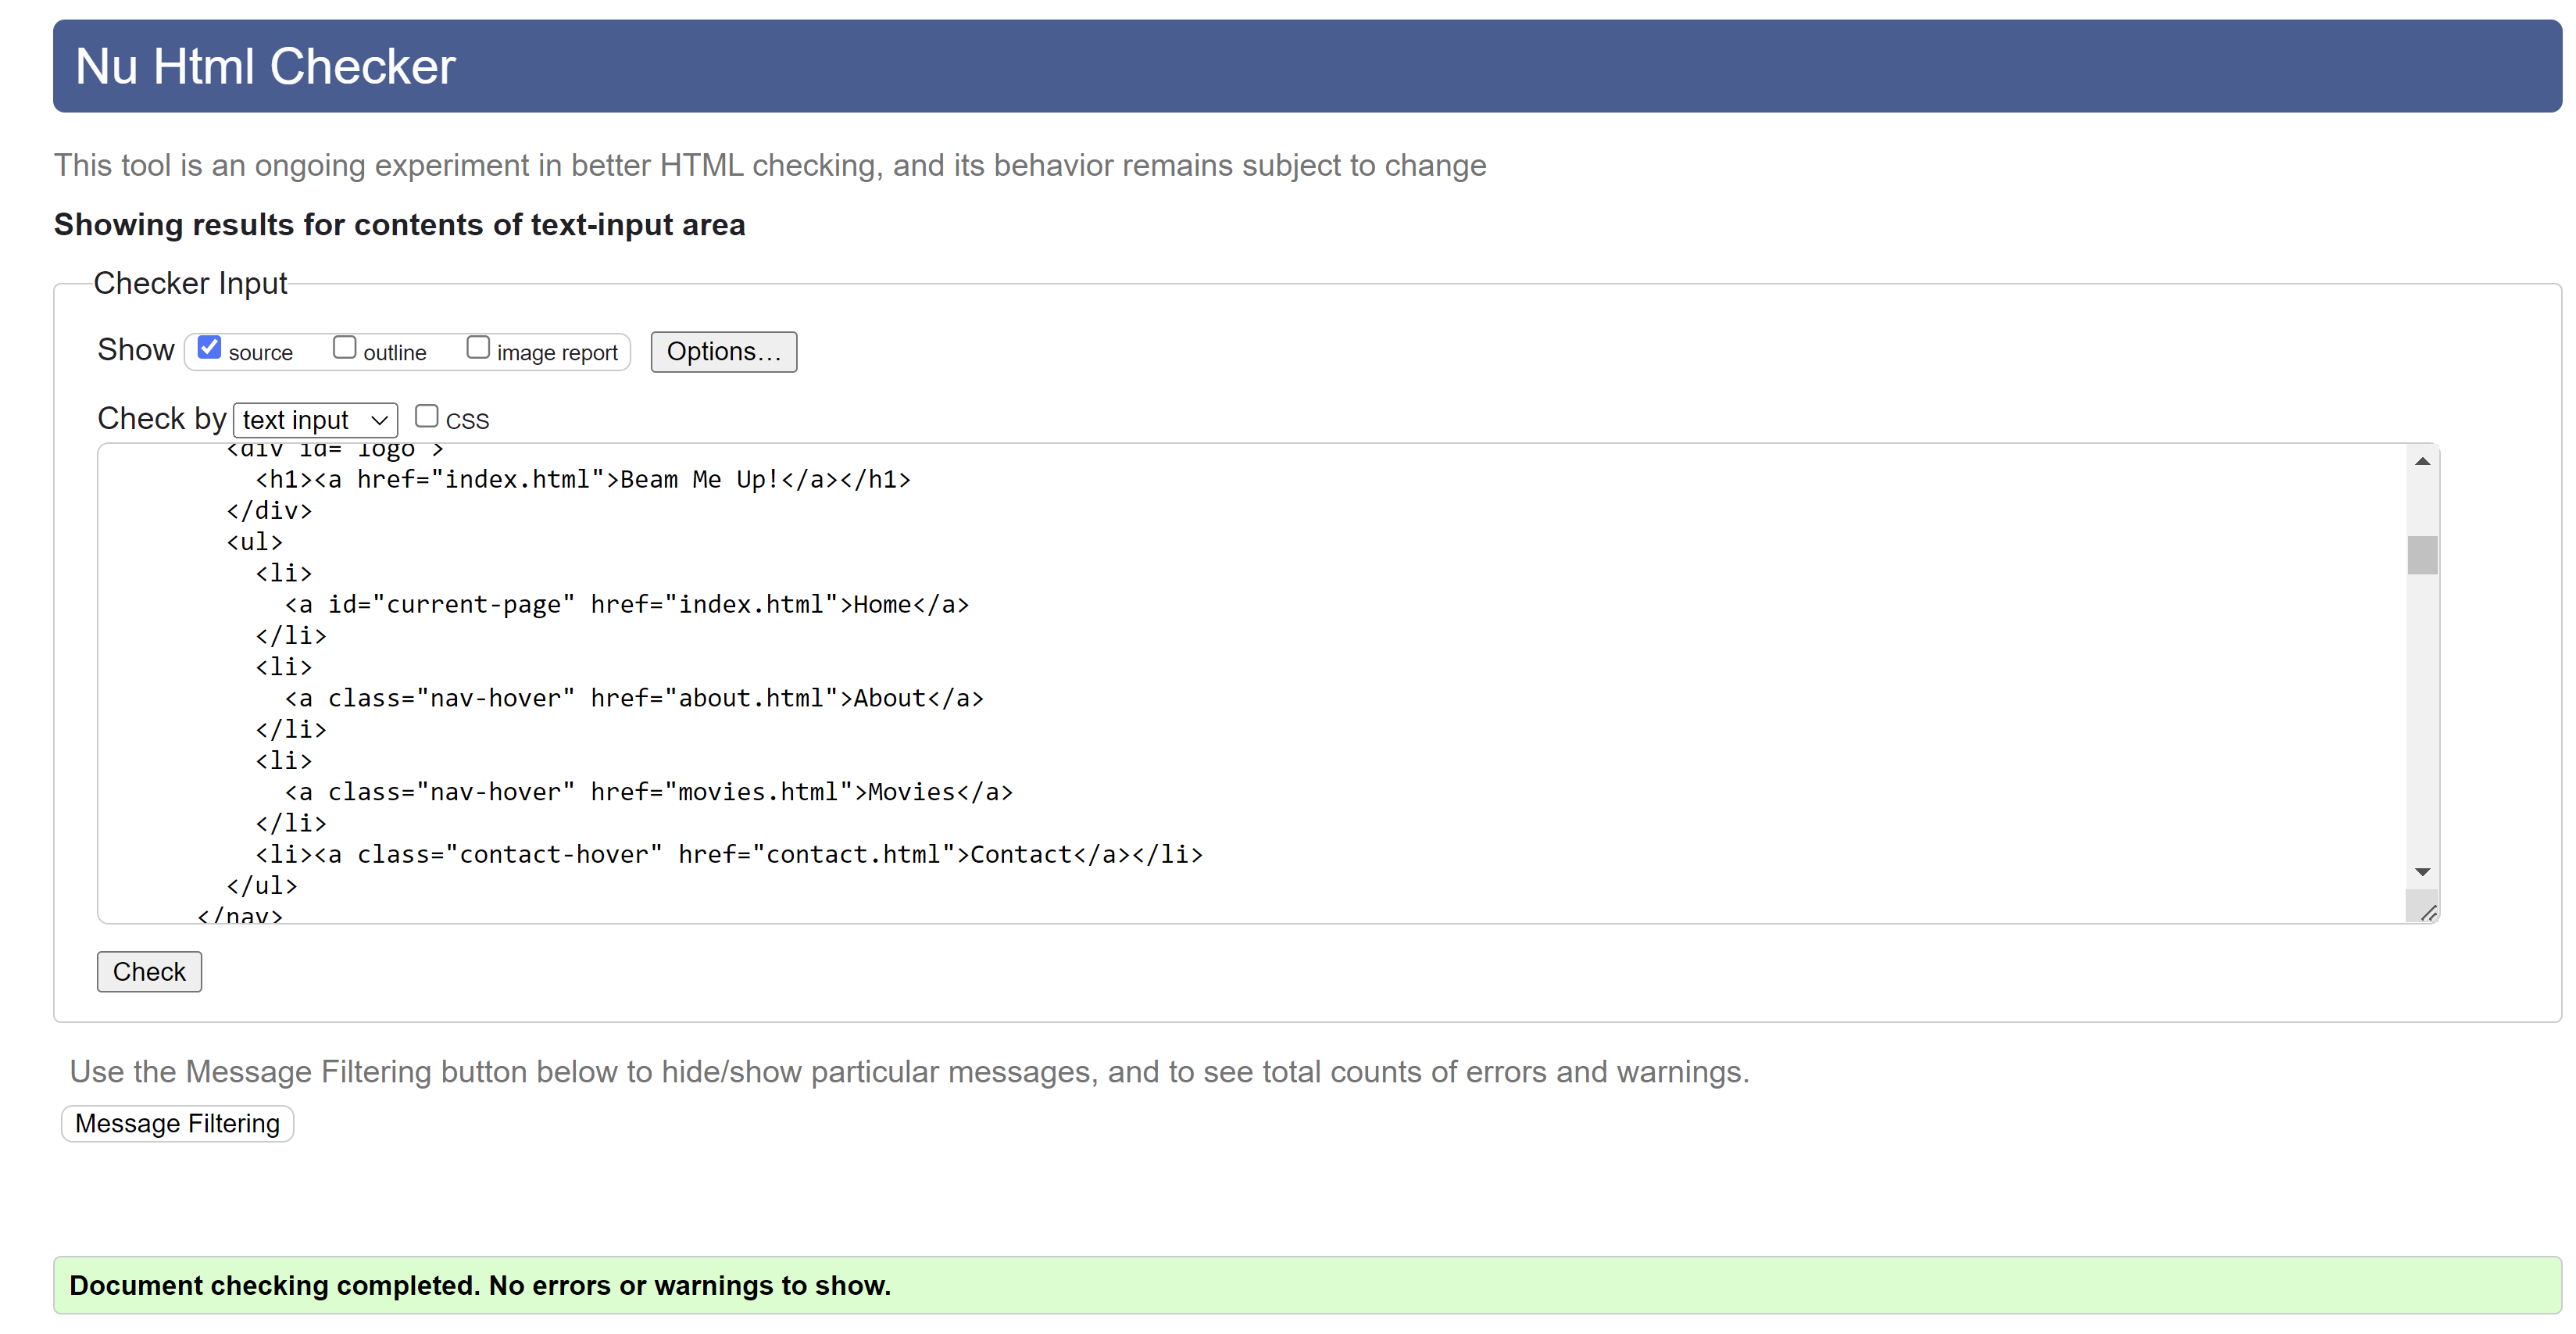 Nu Html Checker
This tool is an ongoing experiment in better HTML checking, and its behavior remains subject to change
Showing results for contents of text-input area
Checker Input
Show source outline image report Options…
Check by text input CSS
<div id="logo">
<h1><a href="index.html">Beam Me Up!</a></h1>
</div>
<ul>
<li>
<a id="current-page" href="index.html">Home</a>
</li>
<li>
<a class="nav-hover" href="about.html">About</a>
</li>
<li>
<a class="nav-hover" href="movies.html">Movies</a>
</li>
<li><a class="contact-hover" href="contact.html">Contact</a></li>
</ul>
</nav>
Check
Use the Message Filtering button below to hide/show particular messages, and to see total counts of errors and warnings.
Message Filtering
Document checking completed. No errors or warnings to show.